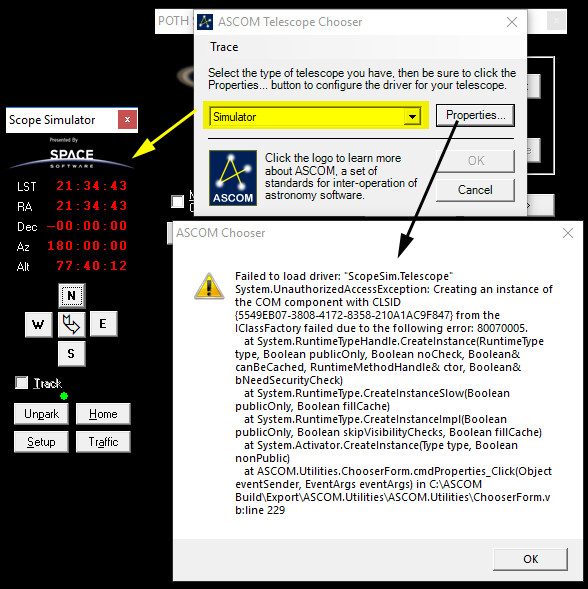 POTH S
ASCOM Telescope Chooser
Trace
Select the type of telescope you have, then be sure to click the
Properties... button to configure the driver for your telescope.
Simulator
Properties...
Click the logo to learn more
about ASCOM, a set of
standards for inter-operation of
astronomy software.
ASCOM
OK
Cancel
Scope Simulator
Presented By
SPACE
SOFTWARE
LST 21:34:43
RA 21:34:43
Dec -00:00:00
Az 180:00:00
Alt 77:40:12
N
W
E
S
Track
Unpark
Home
Setup
Traffic
ASCOM Chooser
Failed to load driver: "ScopeSim.Telescope"
System.UnauthorizedAccessException: Creating an instance of
the COM component with CLSID
{5549EB07-3808-4172-8358-210A1AC9F847} from the
IClassFactory failed due to the following error: 80070005.
at System.RuntimeTypeHandle.CreateInstance(RuntimeType
type, Boolean publicOnly, Boolean noCheck, Boolean&
canBeCached, RuntimeMethodHandle& ctor, Boolean&
bNeedSecurityCheck)
at System.RuntimeType.CreateInstanceSlow(Boolean
publicOnly, Boolean fillCache)
at System.RuntimeType.CreateInstanceImpl(Boolean
publicOnly, Boolean skipVisibilityChecks, Boolean fillCache)
at System.Activator.CreateInstance(Type type, Boolean
nonPublic)
at ASCOM.Utilities.ChooserForm.cmdProperties_Click(Object
eventSender, EventArgs eventArgs) in C:\ASCOM
Build\Export\ASCOM.Utilities\ASCOM.Utilities\ChooserForm.v
b:line 229
OK